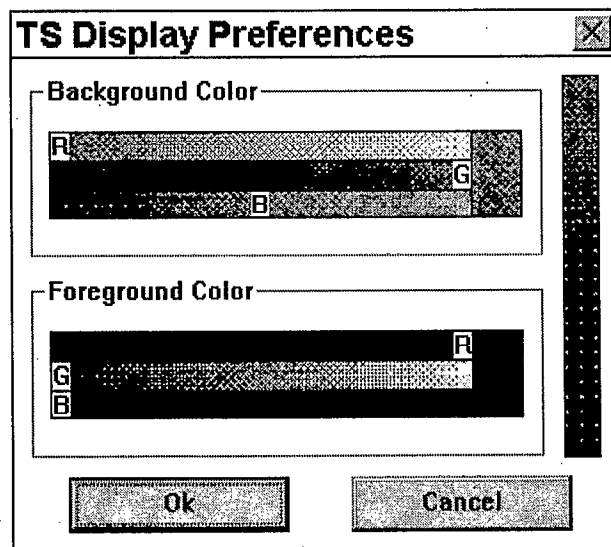 TS Display Preferences
Background Color
R
G
B
Foreground Color
R
G
B
Ok
Cancel